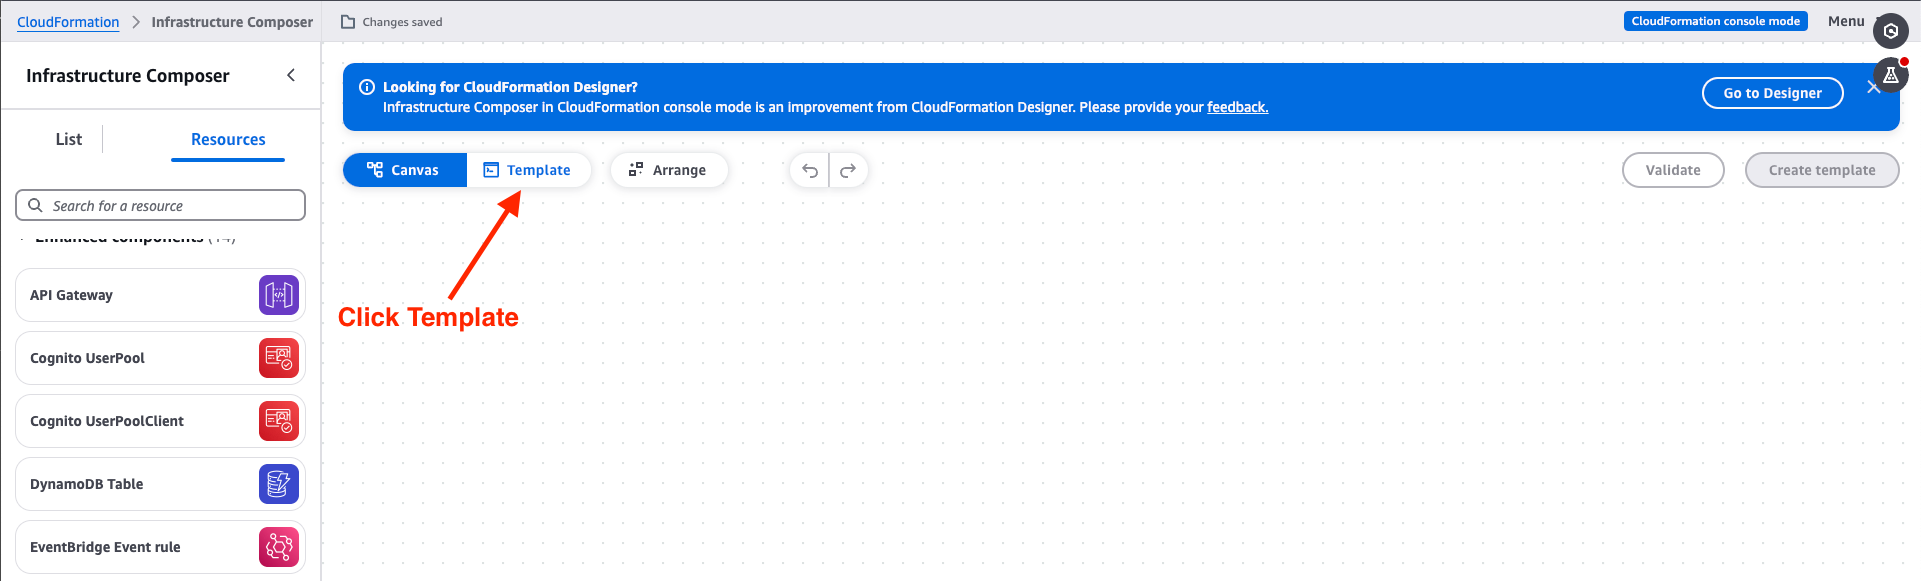 CloudFormation > Infrastructure Composer
Changes saved
CloudFormation console mode
Menu
Infrastructure Composer
Looking for CloudFormation Designer?
Infrastructure Composer in CloudFormation console mode is an improvement from CloudFormation Designer. Please provide your feedback.
Go to Designer
List
Resources
Canvas
Template
Arrange
Validate
Create template
Search for a resource
Enhanced components (14)
API Gateway
Click Template
Cognito UserPool
Cognito UserPoolClient
DynamoDB Table
EventBridge Event rule